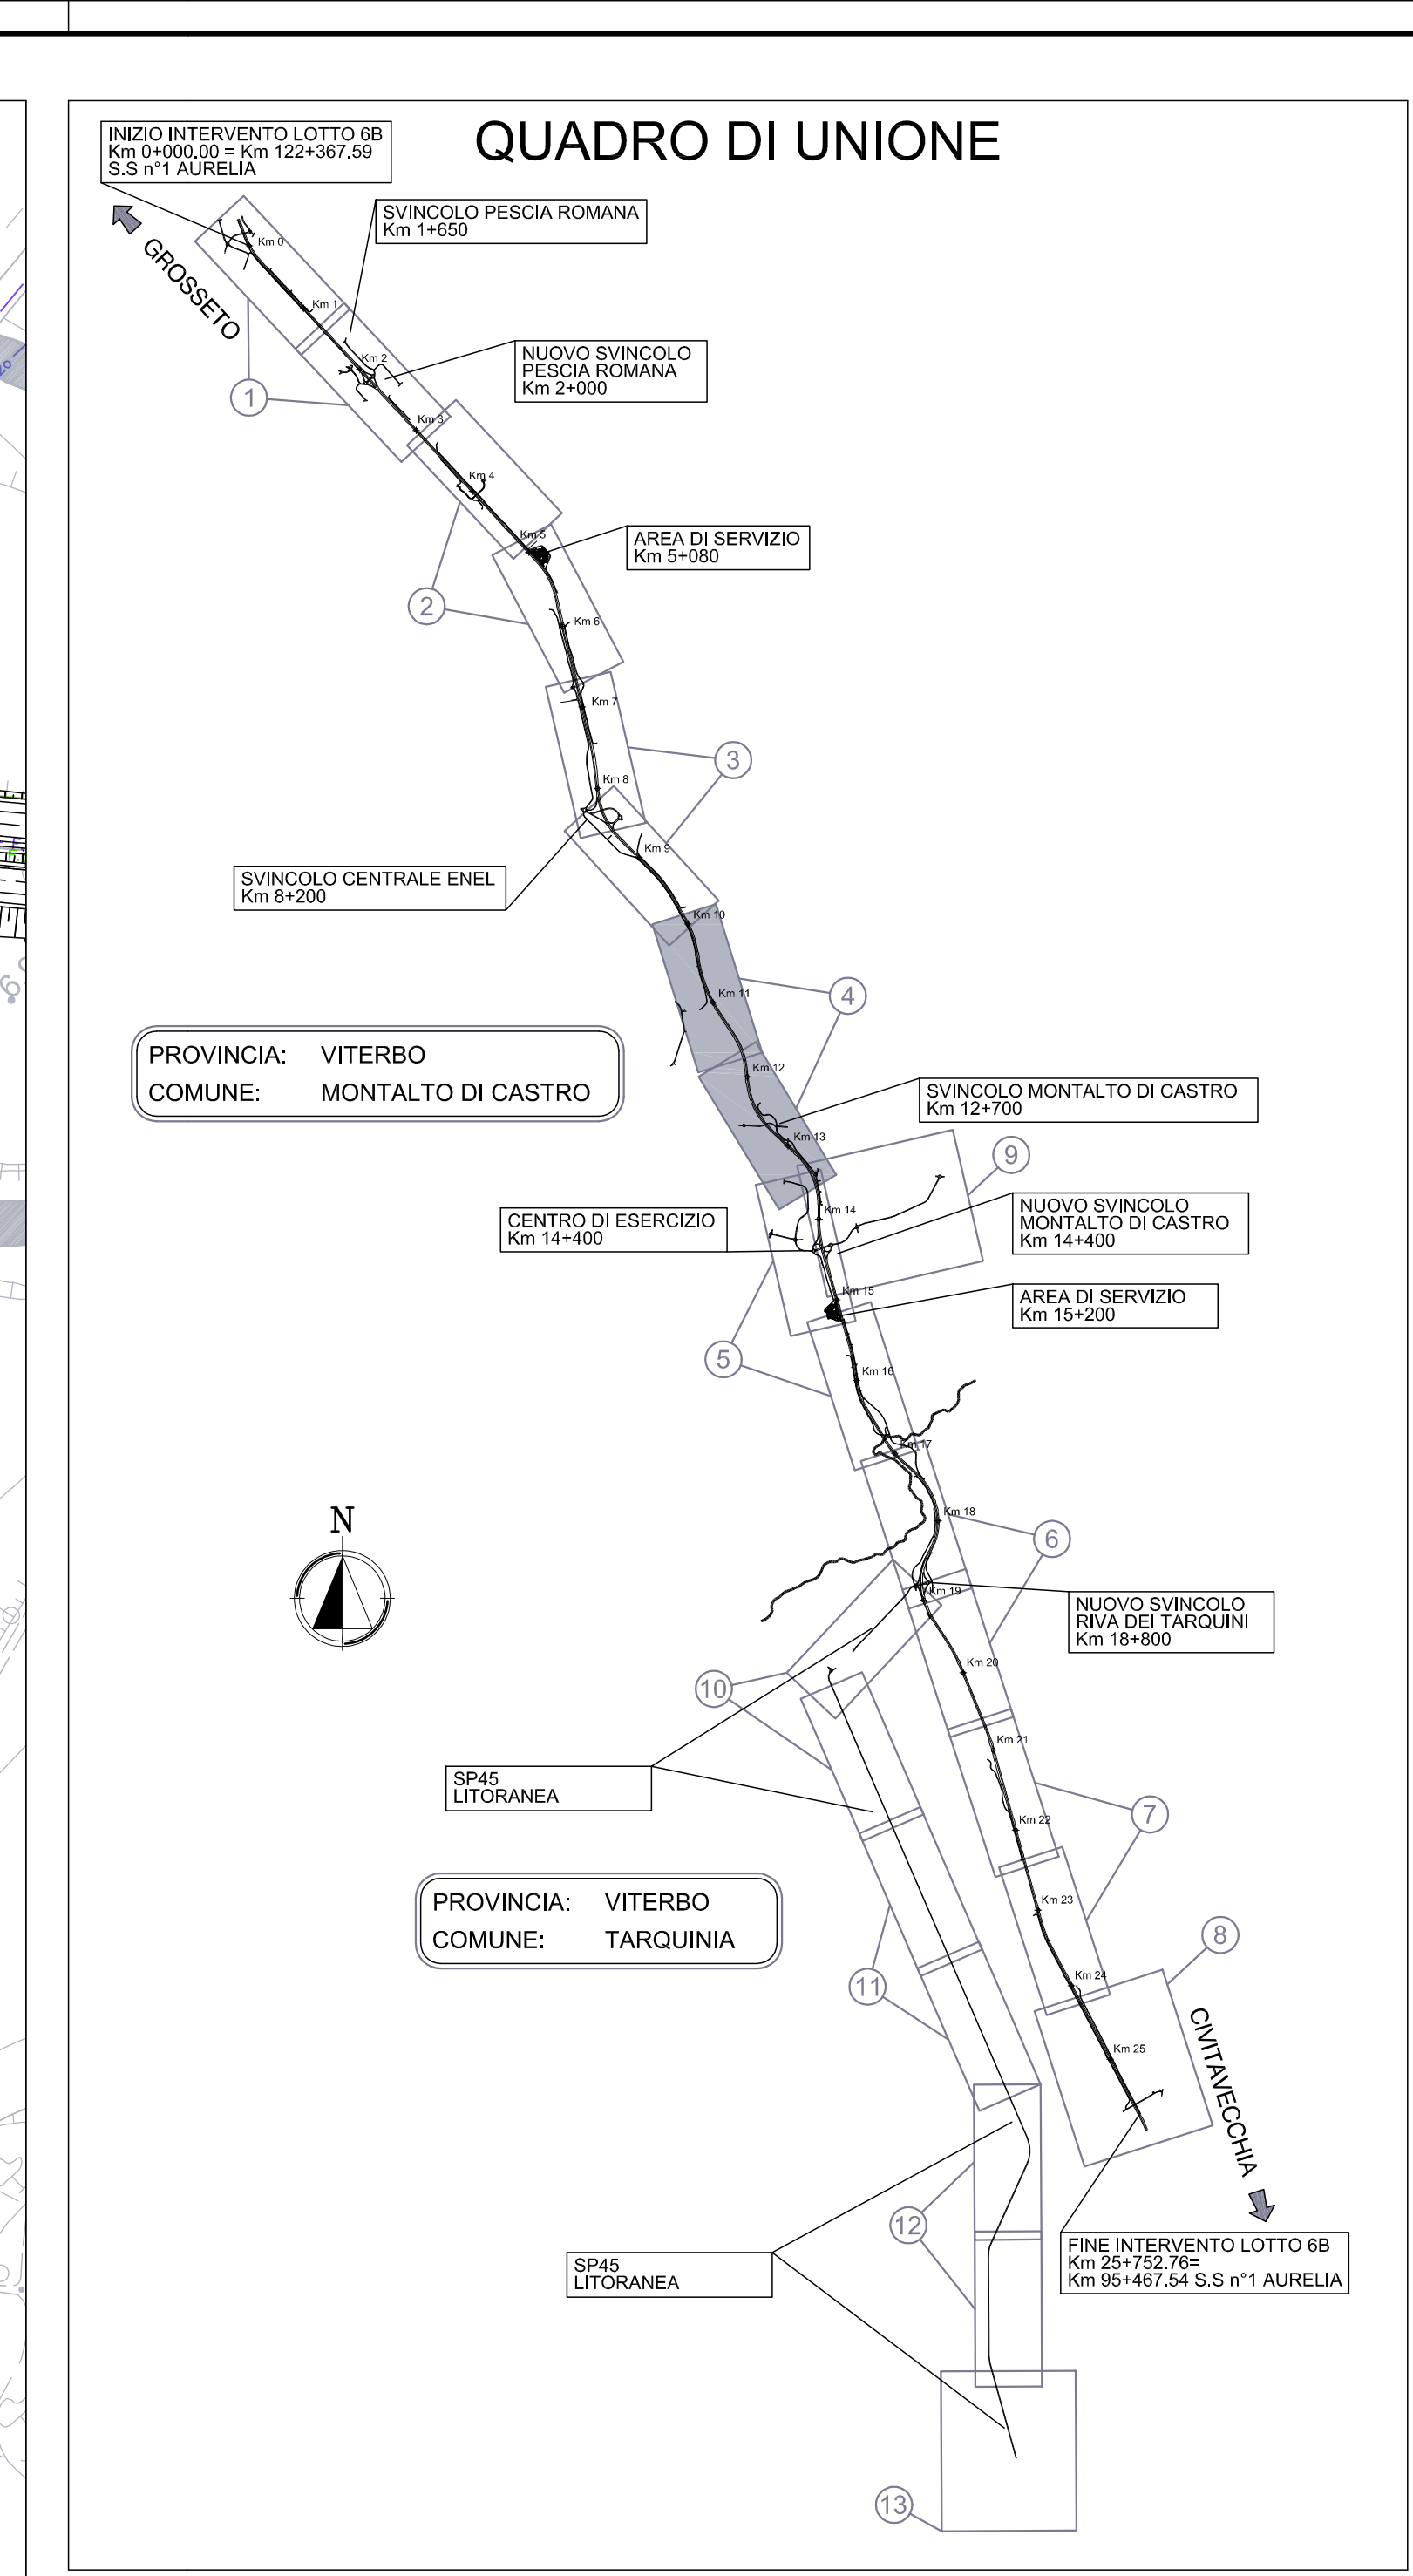 QUADRO DI UNIONE
INIZIO INTERVENTO LOTTO 6B
Km 0+000.00 = Km 122+367.59
S.S n°1 AURELIA
SVINCOLO PESCIA ROMANA
Km 1+650
GROSSETO
Km 0
Km 1
NUOVO SVINCOLO
PESCIA ROMANA
Km 2+000
Km 2
1
Km 3
Km 4
AREA DI SERVIZIO
Km 5+080
Km 5
2
Km 6
Km 7
3
Km 8
Km 9
SVINCOLO CENTRALE ENEL
Km 8+200
Km 10
4
Km 11
PROVINCIA: VITERBO
COMUNE: MONTALTO DI CASTRO
Km 12
SVINCOLO MONTALTO DI CASTRO
Km 12+700
Km 13
9
NUOVO SVINCOLO
MONTALTO DI CASTRO
Km 14+400
CENTRO DI ESERCIZIO
Km 14+400
Km 14
Km 15
AREA DI SERVIZIO
Km 15+200
5
Km 16
Km 17
N
Km 18
6
Km 19
NUOVO SVINCOLO
RIVA DEI TARQUINI
Km 18+800
Km 20
10
Km 21
SP45
LITORANEA
7
Km 22
PROVINCIA: VITERBO
COMUNE: TARQUINIA
Km 23
8
Km 24
11
CIVITAVECCHIA
Km 25
12
FINE INTERVENTO LOTTO 6B
Km 25+752.76=
Km 95+467.54 S.S n°1 AURELIA
SP45
LITORANEA
13